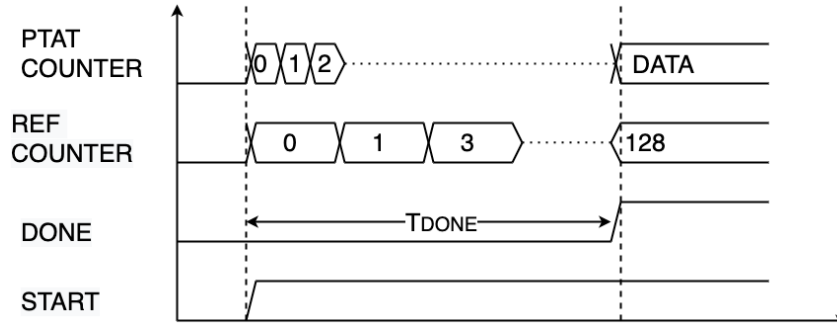 PTAT
COUNTER
0 1 2 DATA
REF
COUNTER
0 1 3 128
DONE
TDONE
START